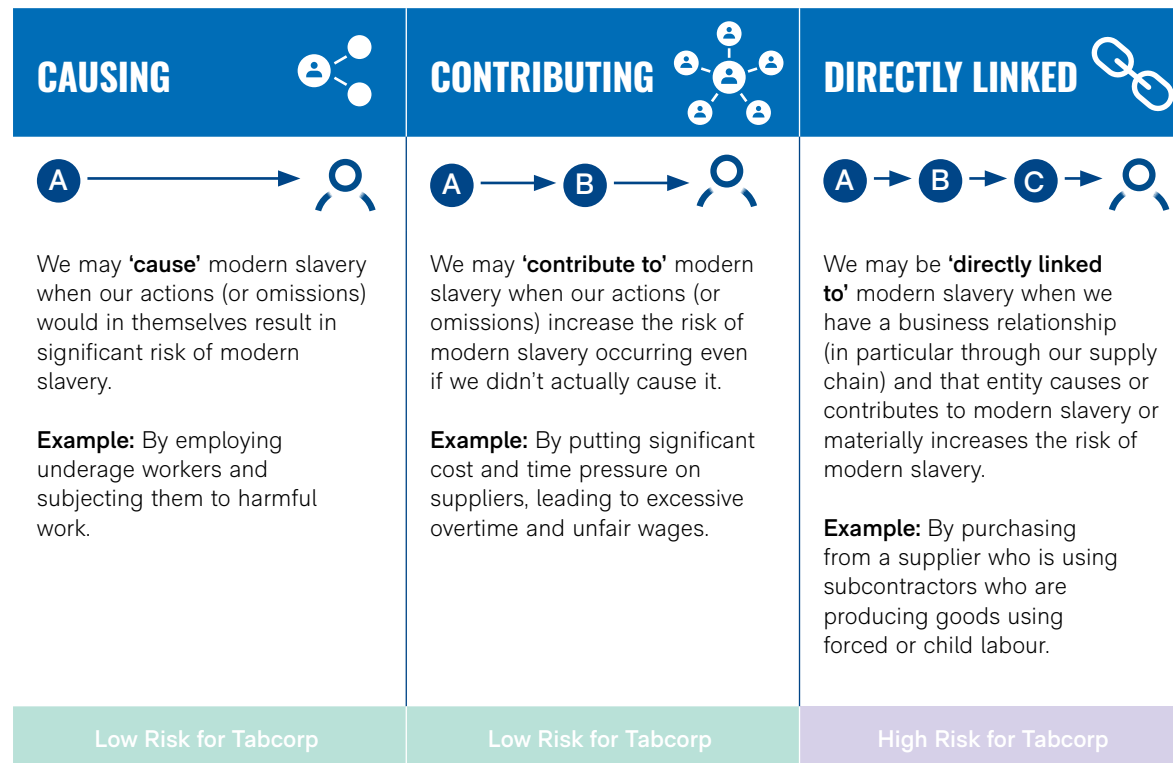 CAUSING
A
We may ‘cause’ modern slavery
when our actions (or omissions)
would in themselves result in
significant risk of modern
slavery.
Example: By employing
underage workers and
subjecting them to harmful
work.
Low Risk for Tabcorp
CONTRIBUTING
A B
We may ‘contribute to’ modern
slavery when our actions (or
omissions) increase the risk of
modern slavery occurring even
if we didn’t actually cause it.
Example: By putting significant
cost and time pressure on
suppliers, leading to excessive
overtime and unfair wages.
Low Risk for Tabcorp
DIRECTLY LINKED
A B C
We may be ‘directly linked
to’ modern slavery when we
have a business relationship
(in particular through our supply
chain) and that entity causes or
contributes to modern slavery or
materially increases the risk of
modern slavery.
Example: By purchasing
from a supplier who is using
subcontractors who are
producing goods using
forced or child labour.
High Risk for Tabcorp